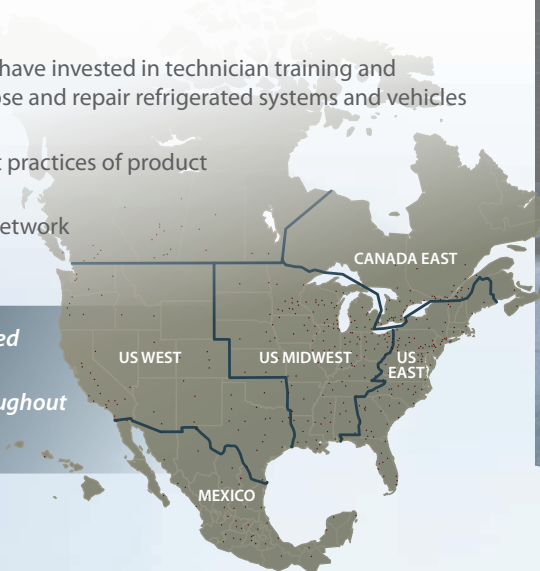 have invested in technician training and
ose and repair refrigerated systems and vehicles
t practices of product
etwork
CANADA EAST
ed
US WEST
US MIDWEST
US
EAST
ughout
MEXICO